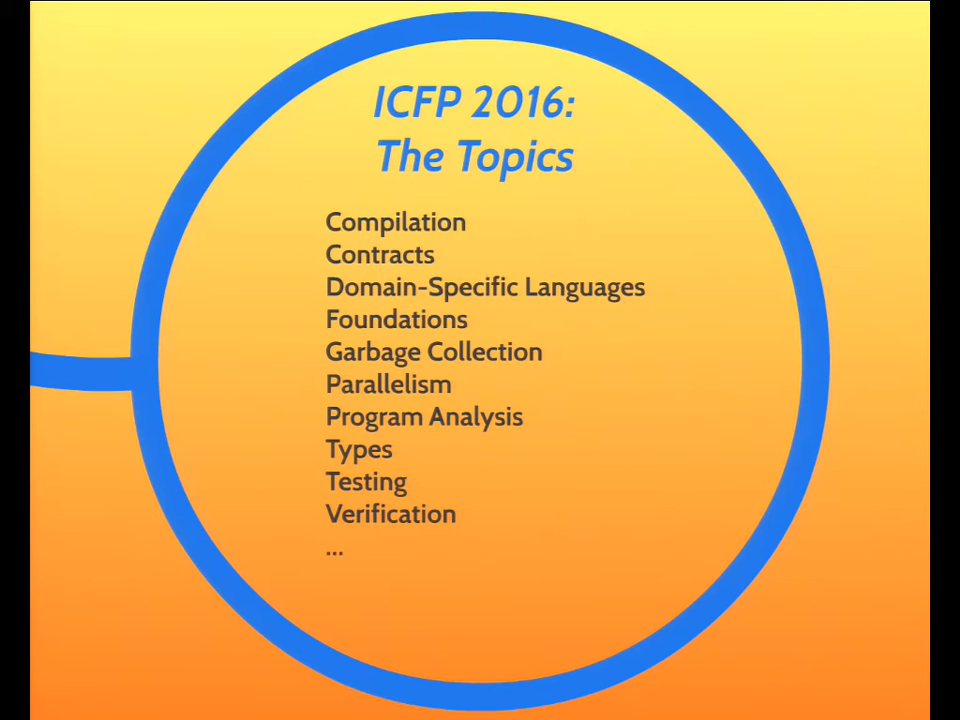 ICFP 2016:
The Topics
Compilation
Contracts
Domain-Specific Languages
Foundations
Garbage Collection
Parallelism
Program Analysis
Types
Testing
Verification
...